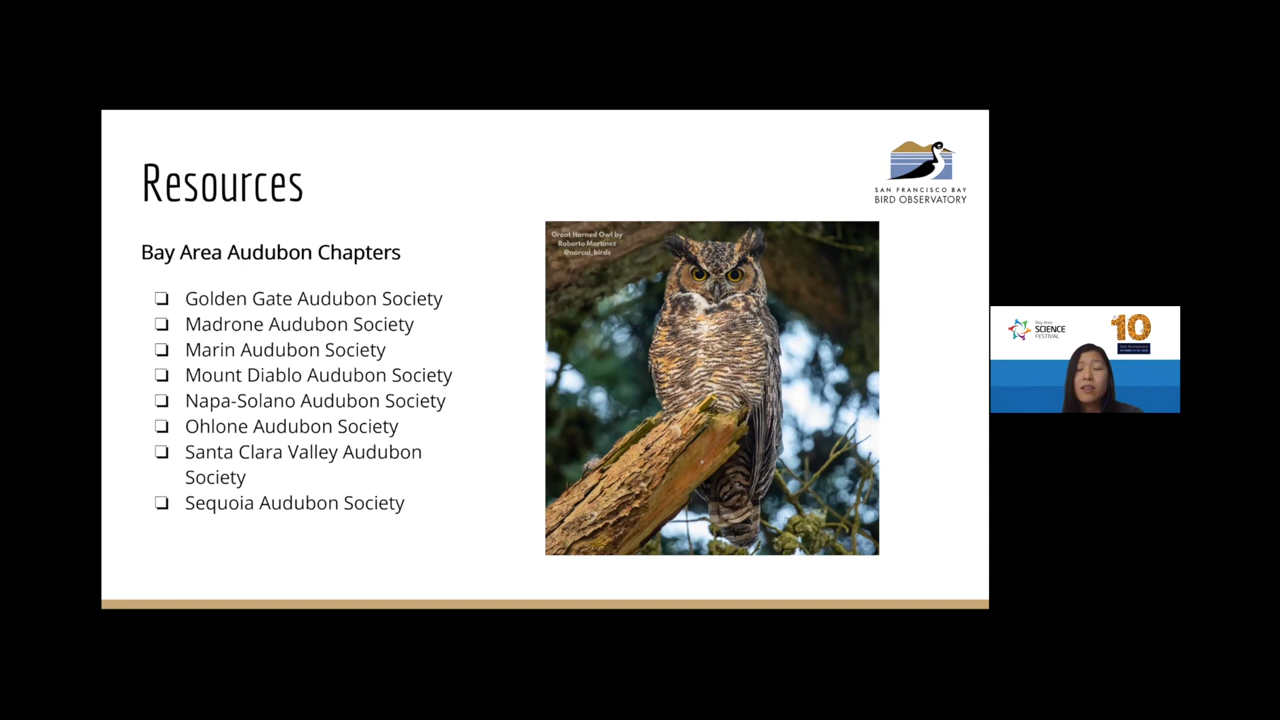 Resources
SAN FRANCISCO BAY
BIRD OBSERVATORY
Bay Area Audubon Chapters
❏ Golden Gate Audubon Society
❏ Madrone Audubon Society
❏ Marin Audubon Society
❏ Mount Diablo Audubon Society
❏ Napa-Solano Audubon Society
❏ Ohlone Audubon Society
❏ Santa Clara Valley Audubon
Society
❏ Sequoia Audubon Society
Great Horned Owl by
Roberto Martinez
@norcal_birds
Bay Area
SCIENCE
FESTIVAL
10